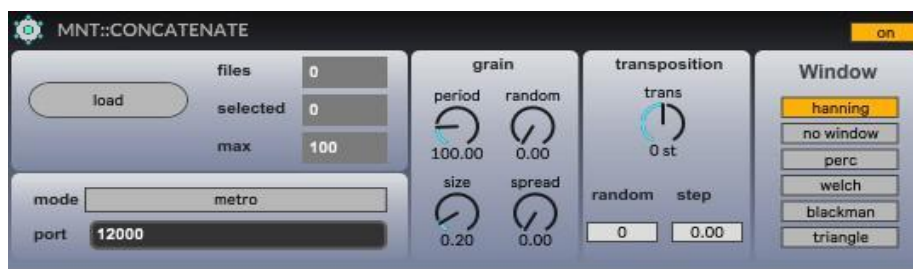 MNT::CONCATENATE
on
load
files 0
selected 0
max 100
mode metro
port 12000
grain
period random
100.00 0.00
size spread
0.20 0.00
transposition
trans
0 st
random step
0 0.00
Window
hanning
no window
perc
welch
blackman
triangle